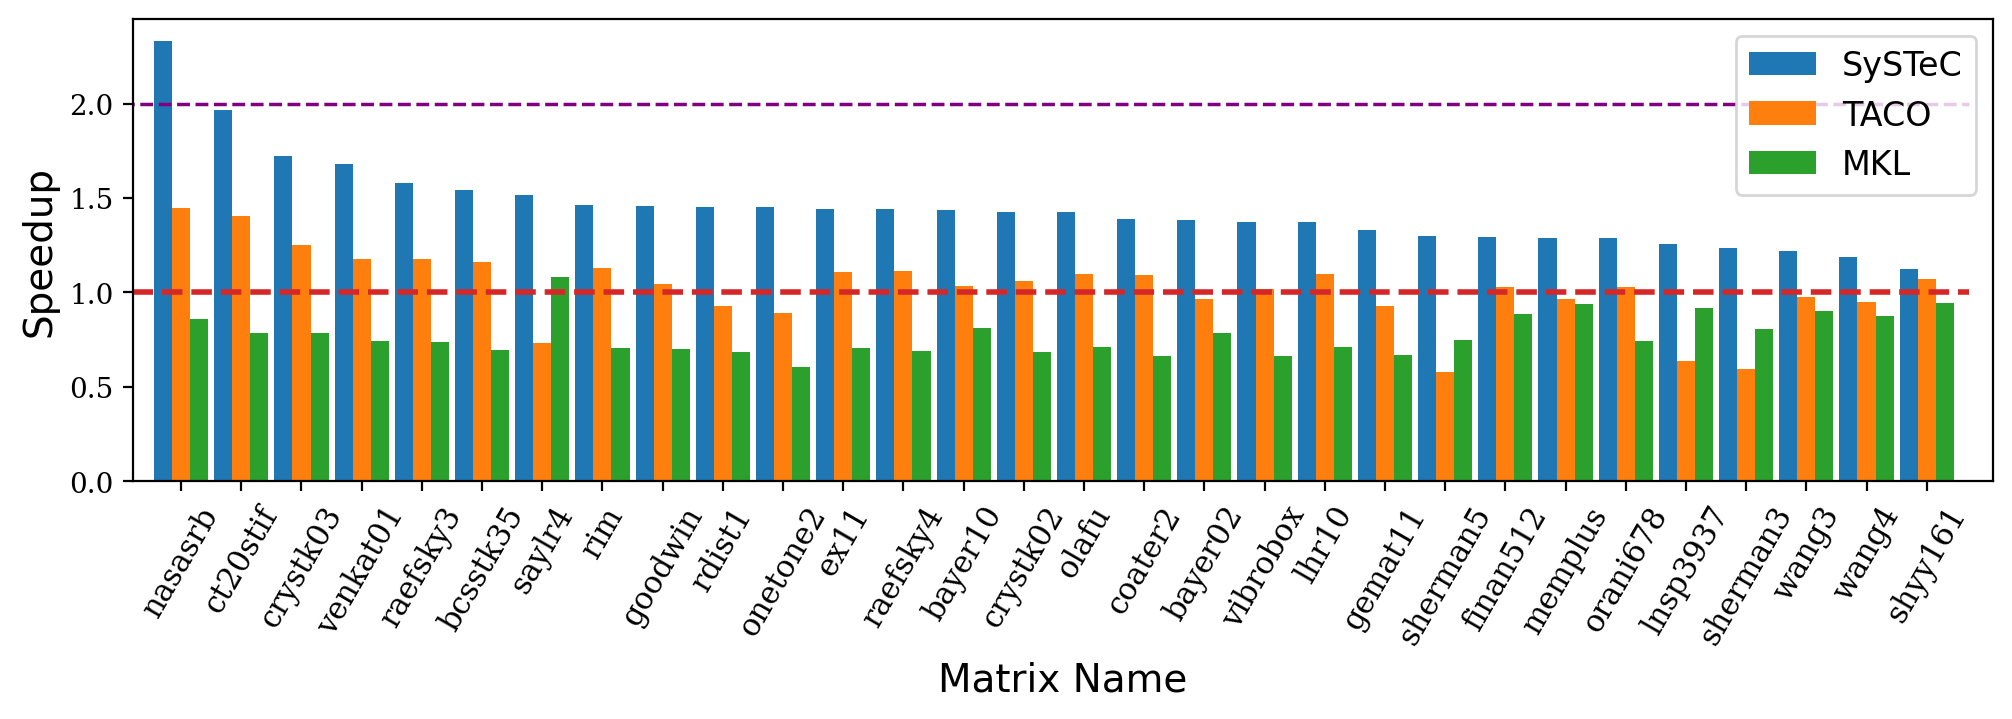 Speedup
2.0
1.5
1.0
0.5
0.0
SySTeC
TACO
MKL
nasasrb
ct20stif
crystk03
venkat01
raefsky3
bcsstk35
saylr4
rim
goodwin
rdist1
onetone2
ex11
raefsky4
bayer10
crystk02
olafu
coater2
bayer02
vibrobox
lhr10
gemat11
sherman5
finan512
memplus
orani678
lnsp3937
sherman3
wang3
wang4
shyy161
Matrix Name